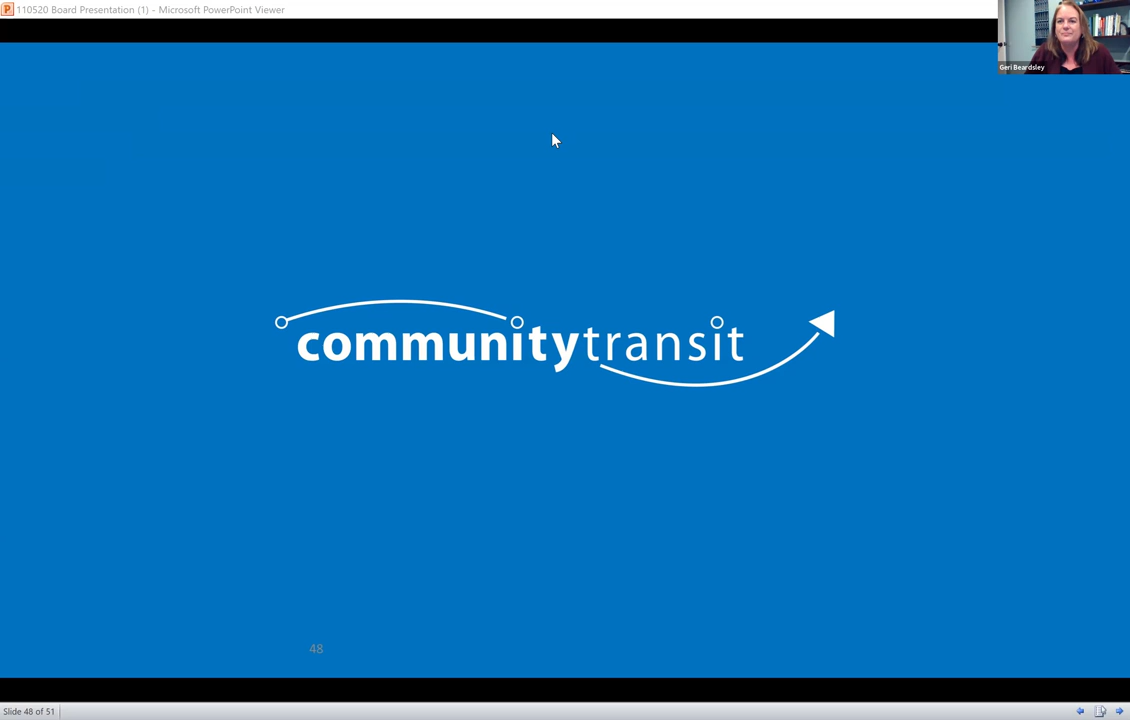 110520 Board Presentation (1) - Microsoft PowerPoint Viewer
Geri Beardsley
communitytransit
48
Slide 48 of 51